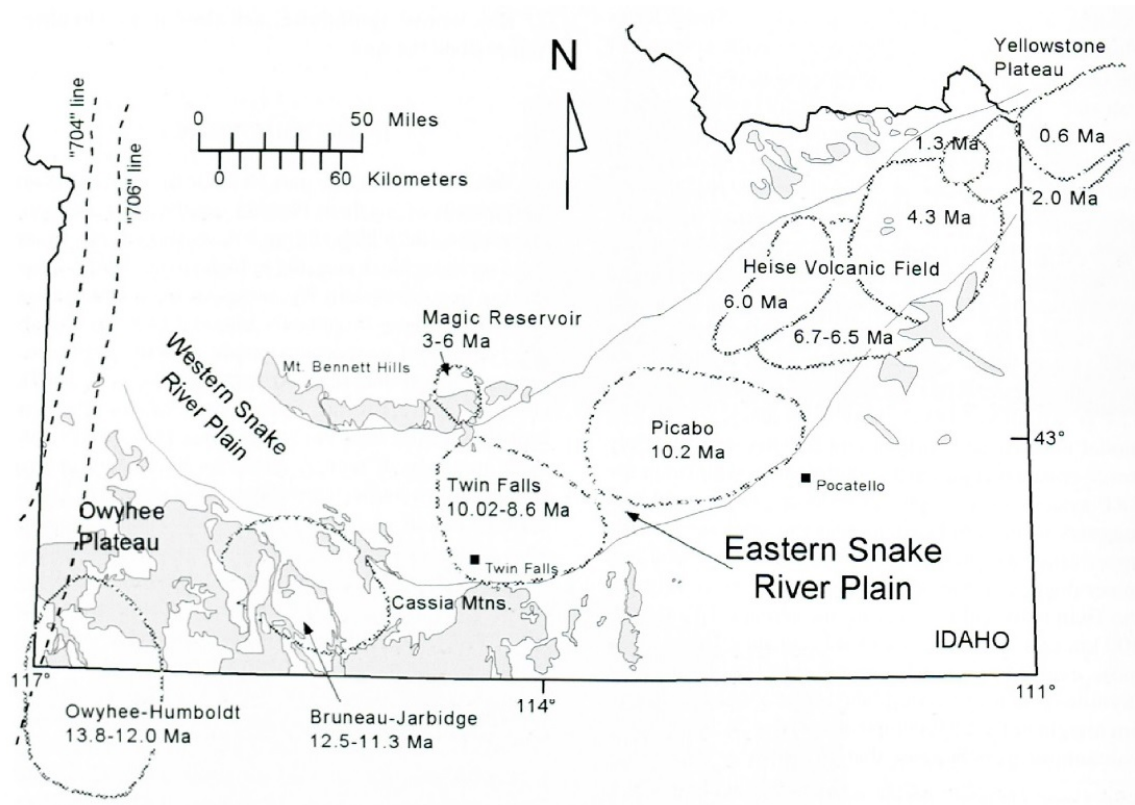 Yellowstone
Plateau
N
"704" line
"706" line
0 50 Miles
0 60 Kilometers
1.3 Ma
0.6 Ma
2.0 Ma
4.3 Ma
Heise Volcanic Field
6.0 Ma
6.7-6.5 Ma
Magic Reservoir
3-6 Ma
Mt. Bennett Hills
Western Snake
River Plain
Picabo
10.2 Ma
43°
Twin Falls
10.02-8.6 Ma
Pocatello
Owyhee
Plateau
Twin Falls
Eastern Snake
River Plain
Cassia Mtns.
IDAHO
117°
114°
111°
Owyhee-Humboldt
13.8-12.0 Ma
Bruneau-Jarbidge
12.5-11.3 Ma